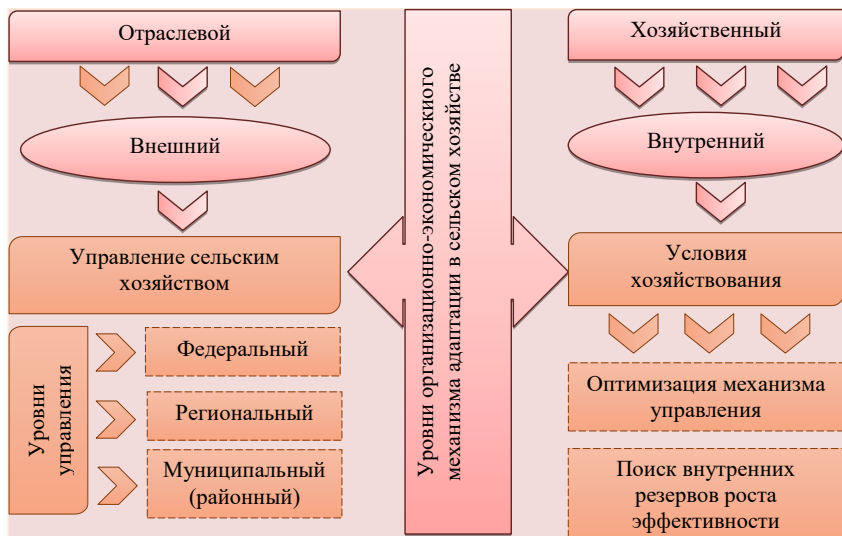 Отраслевой
Внешний
Управление сельским
хозяйством
Уровни
управления
Федеральный
Региональный
Муниципальный
(районный)
Уровни организационно-экономического
механизма адаптации в сельском хозяйстве
Хозяйственный
Внутренний
Условия
хозяйствования
Оптимизация механизма
управления
Поиск внутренних
резервов роста
эффективности